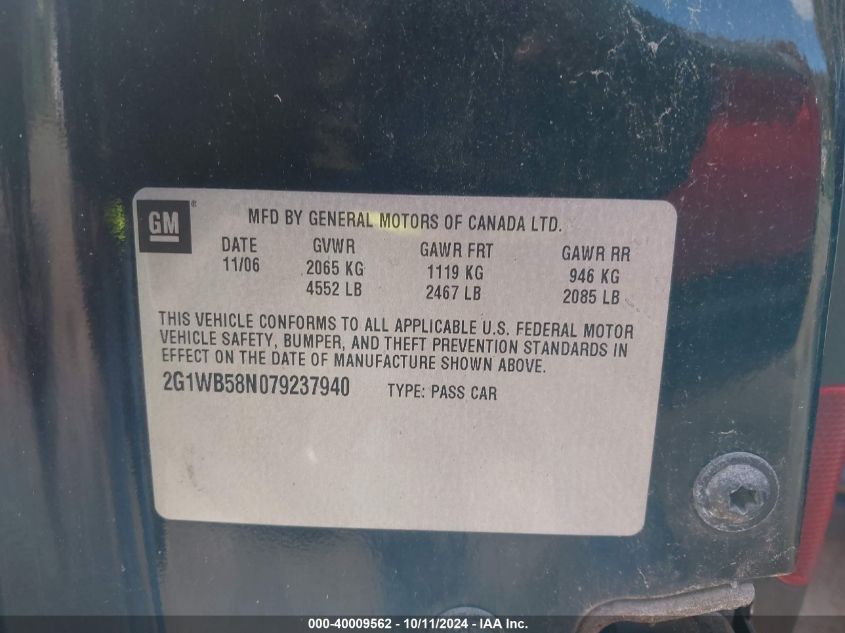 GM®
MFD BY GENERAL MOTORS OF CANADA LTD.
DATE GVWR GAWR FRT GAWR RR
11/06 2065 KG 1119 KG 946 KG
4552 LB 2467 LB 2085 LB
THIS VEHICLE CONFORMS TO ALL APPLICABLE U.S. FEDERAL MOTOR
VEHICLE SAFETY, BUMPER, AND THEFT PREVENTION STANDARDS IN
EFFECT ON THE DATE OF MANUFACTURE SHOWN ABOVE.
2G1WB58N079237940 TYPE: PASS CAR
000-40009562 - 10/11/2024 - IAA Inc.